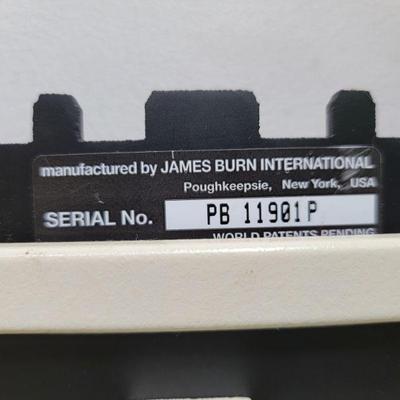 manufactured by JAMES BURN INTERNATIONAL
Poughkeepsie, New York, USA
SERIAL No. PB 11901P
WORLD PATENTS PENDING